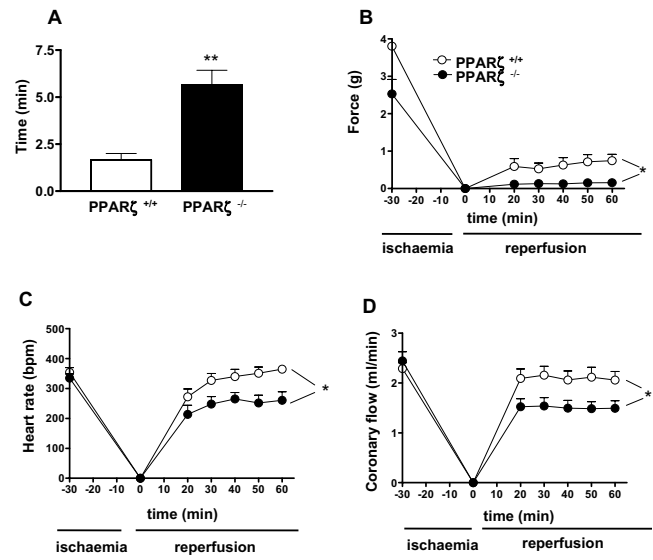 A
Time (min)
7.5
5.0
2.5
0.0
**
PPARζ +/+
PPARζ -/-
B
Force (g)
4
3
2
1
0
PPARζ +/+
PPARζ -/-
*
-30 -20 -10 0 10 20 30 40 50 60
time (min)
ischaemia reperfusion
C
Heart rate (bpm)
500
400
300
200
100
0
*
-30 -20 -10 0 10 20 30 40 50 60
time (min)
ischaemia reperfusion
D
Coronary flow (ml/min)
3
2
1
0
*
-30 -20 -10 0 10 20 30 40 50 60
time (min)
ischaemia reperfusion